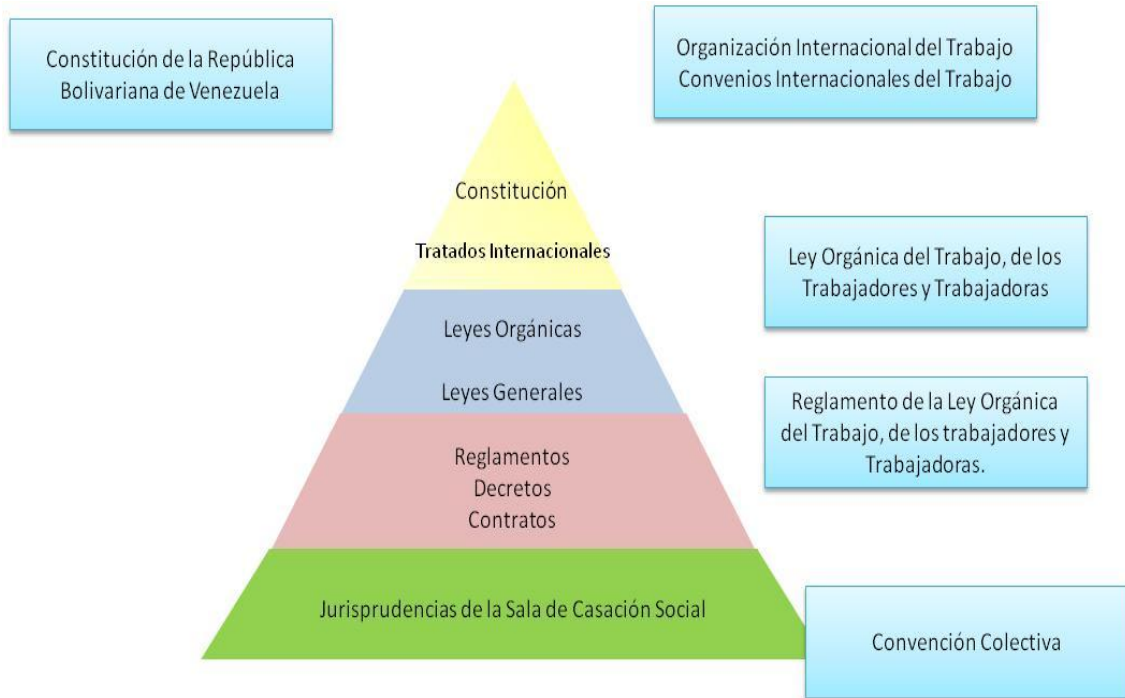 Constitución de la República
Bolivariana de Venezuela
Organización Internacional del Trabajo
Convenios Internacionales del Trabajo
Constitución
Tratados Internacionales
Ley Orgánica del Trabajo, de los
Trabajadores y Trabajadoras
Leyes Orgánicas
Leyes Generales
Reglamento de la Ley Orgánica
del Trabajo, de los trabajadores y
Trabajadoras.
Reglamentos
Decretos
Contratos
Jurisprudencias de la Sala de Casación Social
Convención Colectiva